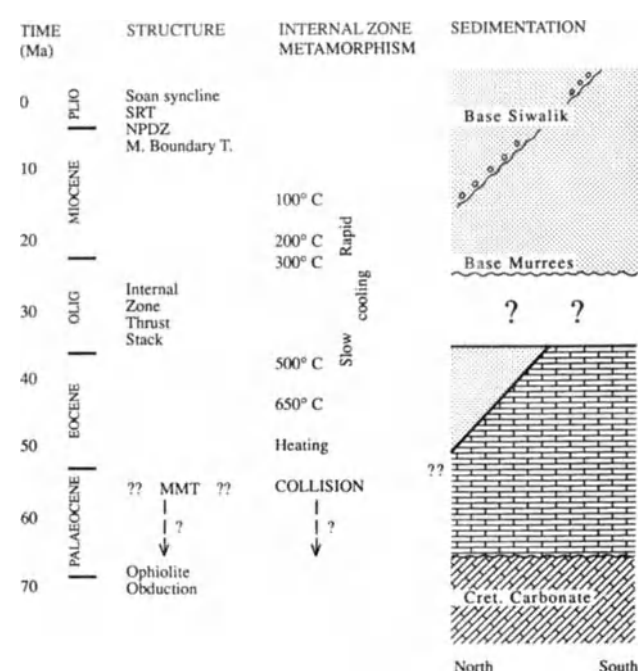 TIME
(Ma)
STRUCTURE
INTERNAL ZONE
METAMORPHISM
SEDIMENTATION
0
10
20
30
40
50
60
70
PLIO
MIOCENE
OLIG
EOCENE
PALAEOCENE
Soan syncline
SRT
NPDZ
M. Boundary T.
Internal
Zone
Thrust
Stack
?? MMT ??
?
Ophiolite
Obduction
100° C
200° C
300° C
500° C
650° C
Heating
COLLISION
?
Rapid
cooling
Slow
Base Siwalik
Base Murrees
? ?
??
Cret. Carbonate
North South